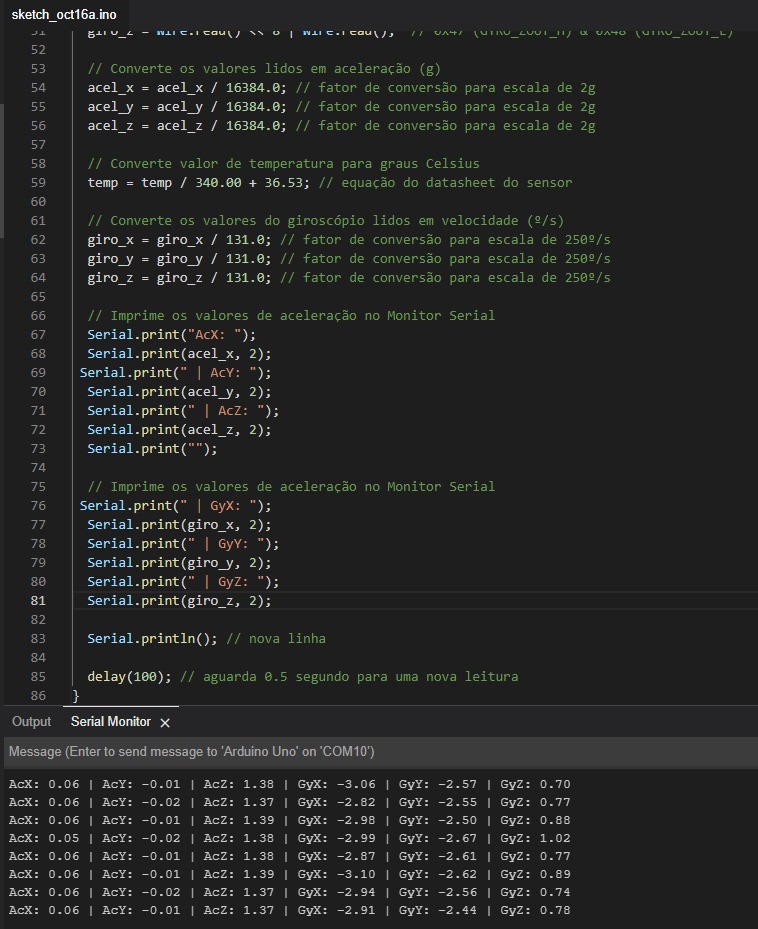 sketch_oct16a.ino
51 giro_z = Wire.read() << 8 | Wire.read(); // 0x47 (GYRO_ZOUT_H) & 0x48 (GYRO_ZOUT_L)
52
53 // Converte os valores lidos em aceleração (g)
54 acel_x = acel_x / 16384.0; // fator de conversão para escala de 2g
55 acel_y = acel_y / 16384.0; // fator de conversão para escala de 2g
56 acel_z = acel_z / 16384.0; // fator de conversão para escala de 2g
57
58 // Converte valor de temperatura para graus Celsius
59 temp = temp / 340.00 + 36.53; // equação do datasheet do sensor
60
61 // Converte os valores do giroscópio lidos em velocidade (º/s)
62 giro_x = giro_x / 131.0; // fator de conversão para escala de 250º/s
63 giro_y = giro_y / 131.0; // fator de conversão para escala de 250º/s
64 giro_z = giro_z / 131.0; // fator de conversão para escala de 250º/s
65
66 // Imprime os valores de aceleração no Monitor Serial
67 Serial.print("AcX: ");
68 Serial.print(acel_x, 2);
69 Serial.print(" | AcY: ");
70 Serial.print(acel_y, 2);
71 Serial.print(" | AcZ: ");
72 Serial.print(acel_z, 2);
73 Serial.print("");
74
75 // Imprime os valores de aceleração no Monitor Serial
76 Serial.print(" | GyX: ");
77 Serial.print(giro_x, 2);
78 Serial.print(" | GyY: ");
79 Serial.print(giro_y, 2);
80 Serial.print(" | GyZ: ");
81 Serial.print(giro_z, 2);
82
83 Serial.println(); // nova linha
84
85 delay(100); // aguarda 0.5 segundo para uma nova leitura
86 }
Output Serial Monitor ×
Message (Enter to send message to 'Arduino Uno' on 'COM10')
AcX: 0.06 | AcY: -0.01 | AcZ: 1.38 | GyX: -3.06 | GyY: -2.57 | GyZ: 0.70
AcX: 0.06 | AcY: -0.02 | AcZ: 1.37 | GyX: -2.82 | GyY: -2.55 | GyZ: 0.77
AcX: 0.06 | AcY: -0.01 | AcZ: 1.39 | GyX: -2.98 | GyY: -2.50 | GyZ: 0.88
AcX: 0.05 | AcY: -0.02 | AcZ: 1.38 | GyX: -2.99 | GyY: -2.67 | GyZ: 1.02
AcX: 0.06 | AcY: -0.01 | AcZ: 1.38 | GyX: -2.87 | GyY: -2.61 | GyZ: 0.77
AcX: 0.06 | AcY: -0.01 | AcZ: 1.39 | GyX: -3.10 | GyY: -2.62 | GyZ: 0.89
AcX: 0.06 | AcY: -0.02 | AcZ: 1.37 | GyX: -2.94 | GyY: -2.56 | GyZ: 0.74
AcX: 0.06 | AcY: -0.01 | AcZ: 1.37 | GyX: -2.91 | GyY: -2.44 | GyZ: 0.78